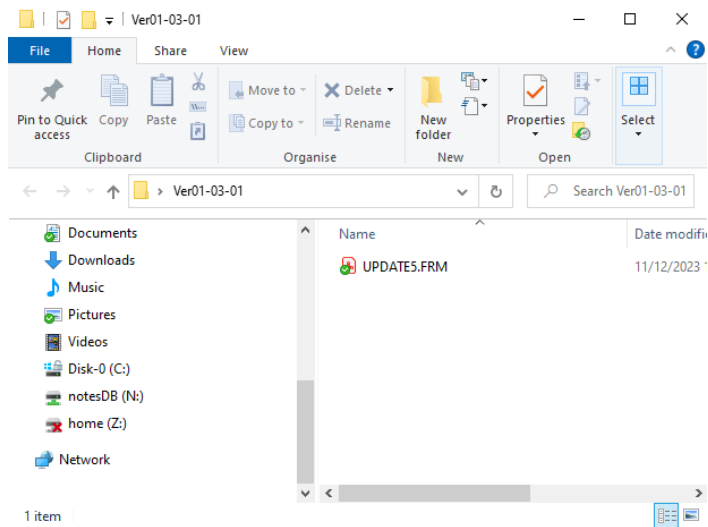 Ver01-03-01
File Home Share View
Pin to Quick access
Copy
Paste
Move to
Copy to
Delete
Rename
New folder
Properties
Select
Clipboard Organise New Open
Ver01-03-01
Search Ver01-03-01
Documents
Downloads
Music
Pictures
Videos
Disk-0 (C:)
notesDB (N:)
home (Z:)
Network
Name Date modifi
UPDATE5.FRM 11/12/2023 1
1 item